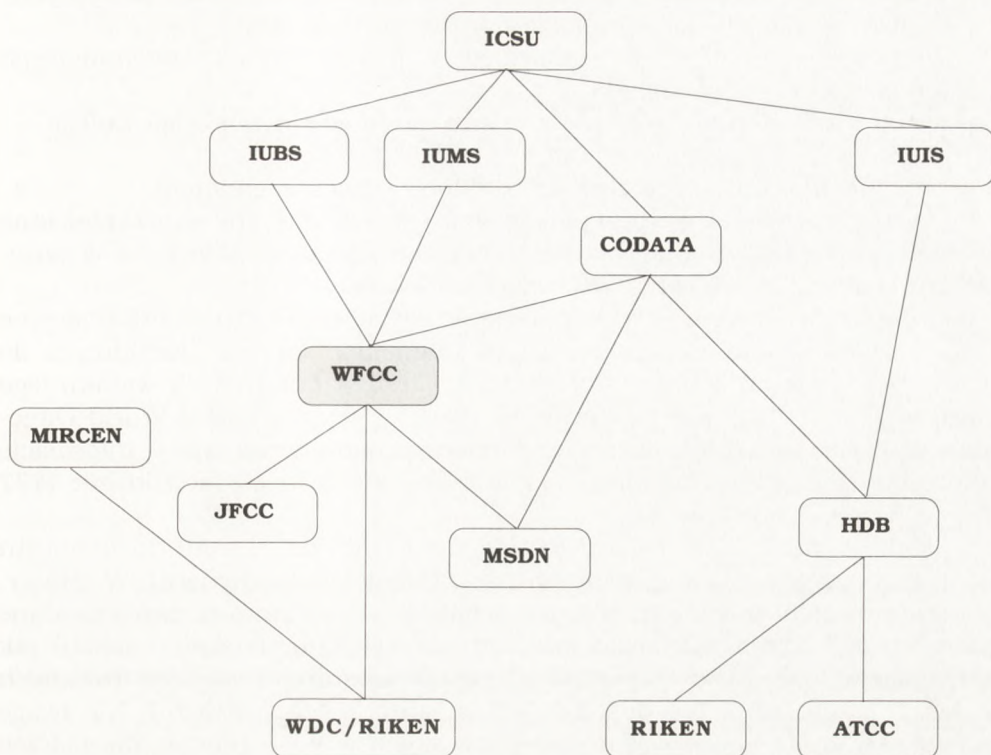 ICSU
IUBS
IUMS
IUIS
CODATA
WFCC
MIRCEN
JFCC
MSDN
HDB
WDC/RIKEN
RIKEN
ATCC